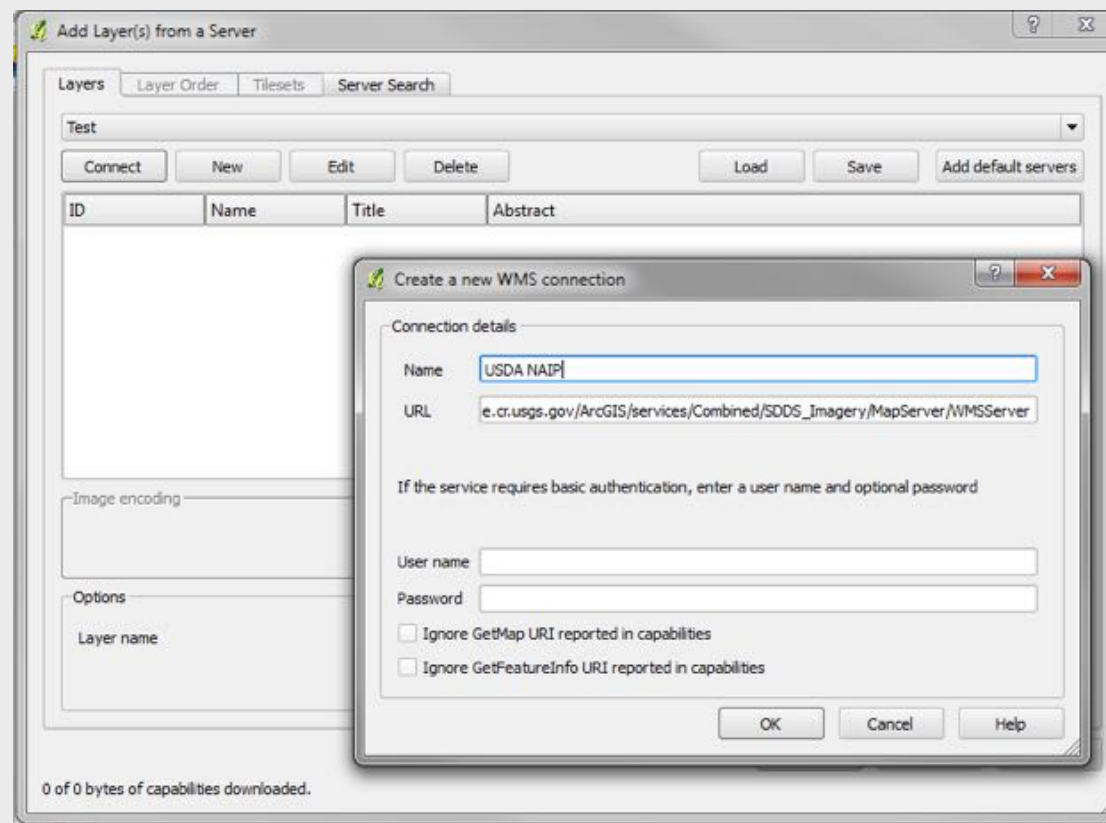 Add Layer(s) from a Server
Layers Layer Order Tilesets Server Search
Test
Connect New Edit Delete Load Save Add default servers
ID Name Title Abstract
Create a new WMS connection
Connection details
Name USDA NAIP
URL e.cr.usgs.gov/ArcGIS/services/Combined/SDDS_Imagery/MapServer/WMSServer
If the service requires basic authentication, enter a user name and optional password
Image encoding
User name
Password
Options
Ignore GetMap URI reported in capabilities
Layer name
Ignore GetFeatureInfo URI reported in capabilities
OK Cancel Help
0 of 0 bytes of capabilities downloaded.